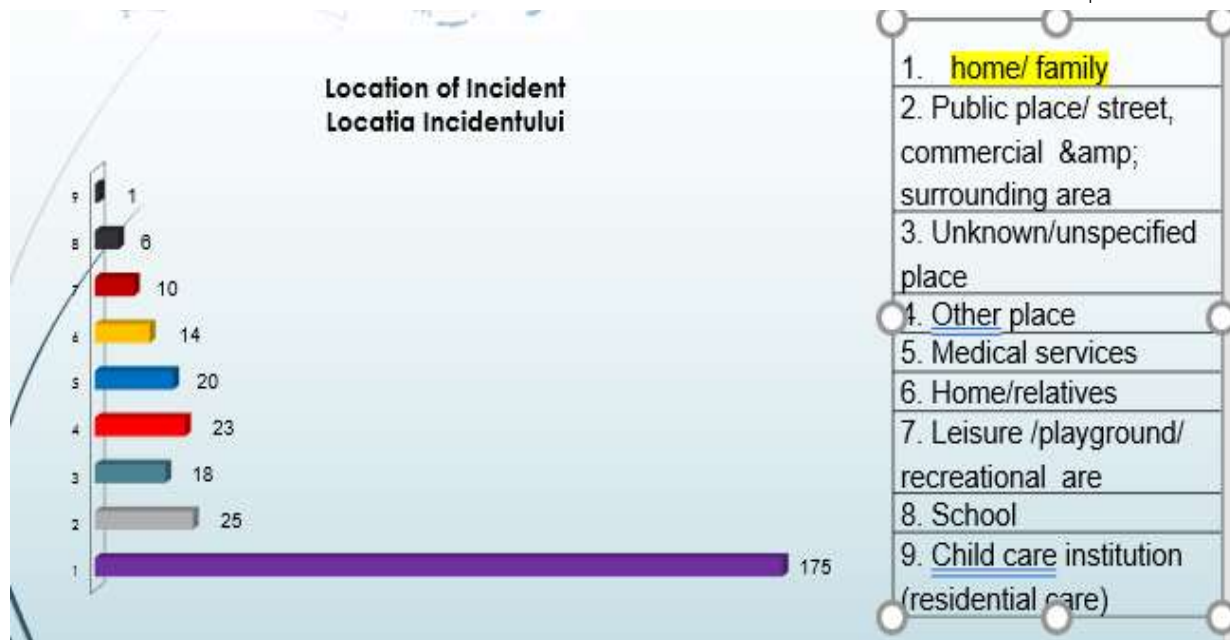 Location of Incident
Locatia Incidentului
9 1
8 6
7 10
6 14
5 20
4 23
3 18
2 25
1 175
1. home/ family
2. Public place/ street,
commercial &amp;
surrounding area
3. Unknown/unspecified
place
4. Other place
5. Medical services
6. Home/relatives
7. Leisure /playground/
recreational are
8. School
9. Child care institution
(residential care)